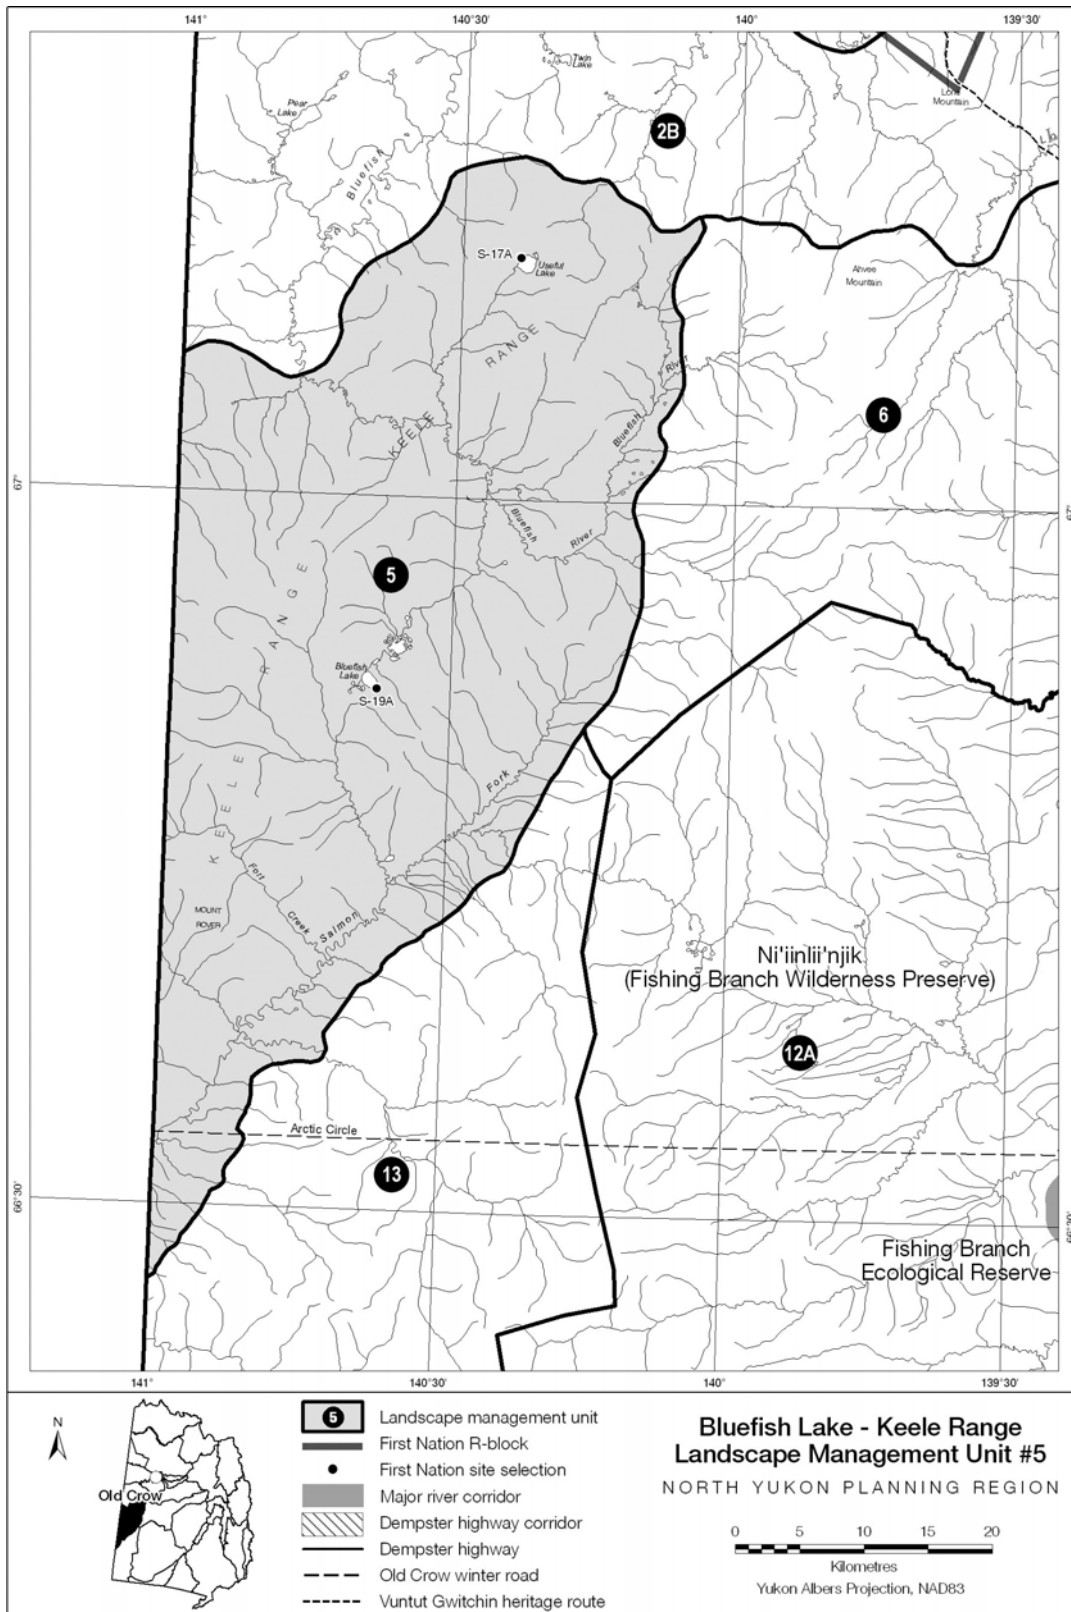 141°
140°30'
140°
139°30'
Twin
Lake
Pear
Lake
Bluefish
2B
Lone
Mountain
S-17A
Useful
Lake
Ahvee
Mountain
RANGE
KEELE
River
Bluefish
6
67°
67°
Bluefish
River
5
RANGE
KEELE
Bluefish
Lake
S-19A
Fork
Salmon
Fort
Creek
MOUNT
ROVER
Ni'iinlii'njik
(Fishing Branch Wilderness Preserve)
12A
Arctic Circle
13
66°30'
66°30'
Fishing Branch
Ecological Reserve
141°
140°30'
140°
139°30'
N
Old Crow
5
Landscape management unit
First Nation R-block
First Nation site selection
Major river corridor
Dempster highway corridor
Dempster highway
Old Crow winter road
Vuntut Gwitchin heritage route
Bluefish Lake - Keele Range
Landscape Management Unit #5
NORTH YUKON PLANNING REGION
0 5 10 15 20
Kilometres
Yukon Albers Projection, NAD83